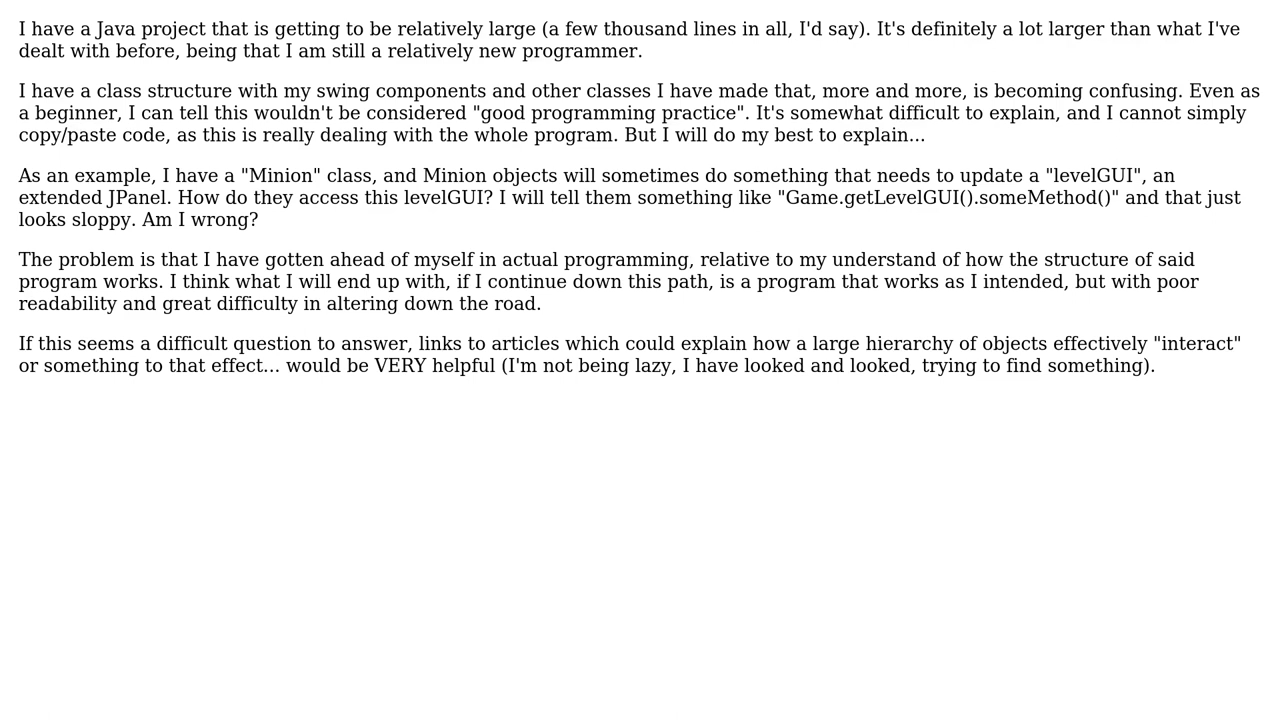 I have a Java project that is getting to be relatively large (a few thousand lines in all, I'd say). It's definitely a lot larger than what I've
dealt with before, being that I am still a relatively new programmer.
I have a class structure with my swing components and other classes I have made that, more and more, is becoming confusing. Even as
a beginner, I can tell this wouldn't be considered "good programming practice". It's somewhat difficult to explain, and I cannot simply
copy/paste code, as this is really dealing with the whole program. But I will do my best to explain...
As an example, I have a "Minion" class, and Minion objects will sometimes do something that needs to update a "levelGUI", an
extended JPanel. How do they access this levelGUI? I will tell them something like "Game.getLevelGUI().someMethod()" and that just
looks sloppy. Am I wrong?
The problem is that I have gotten ahead of myself in actual programming, relative to my understand of how the structure of said
program works. I think what I will end up with, if I continue down this path, is a program that works as I intended, but with poor
readability and great difficulty in altering down the road.
If this seems a difficult question to answer, links to articles which could explain how a large hierarchy of objects effectively "interact"
or something to that effect... would be VERY helpful (I'm not being lazy, I have looked and looked, trying to find something).